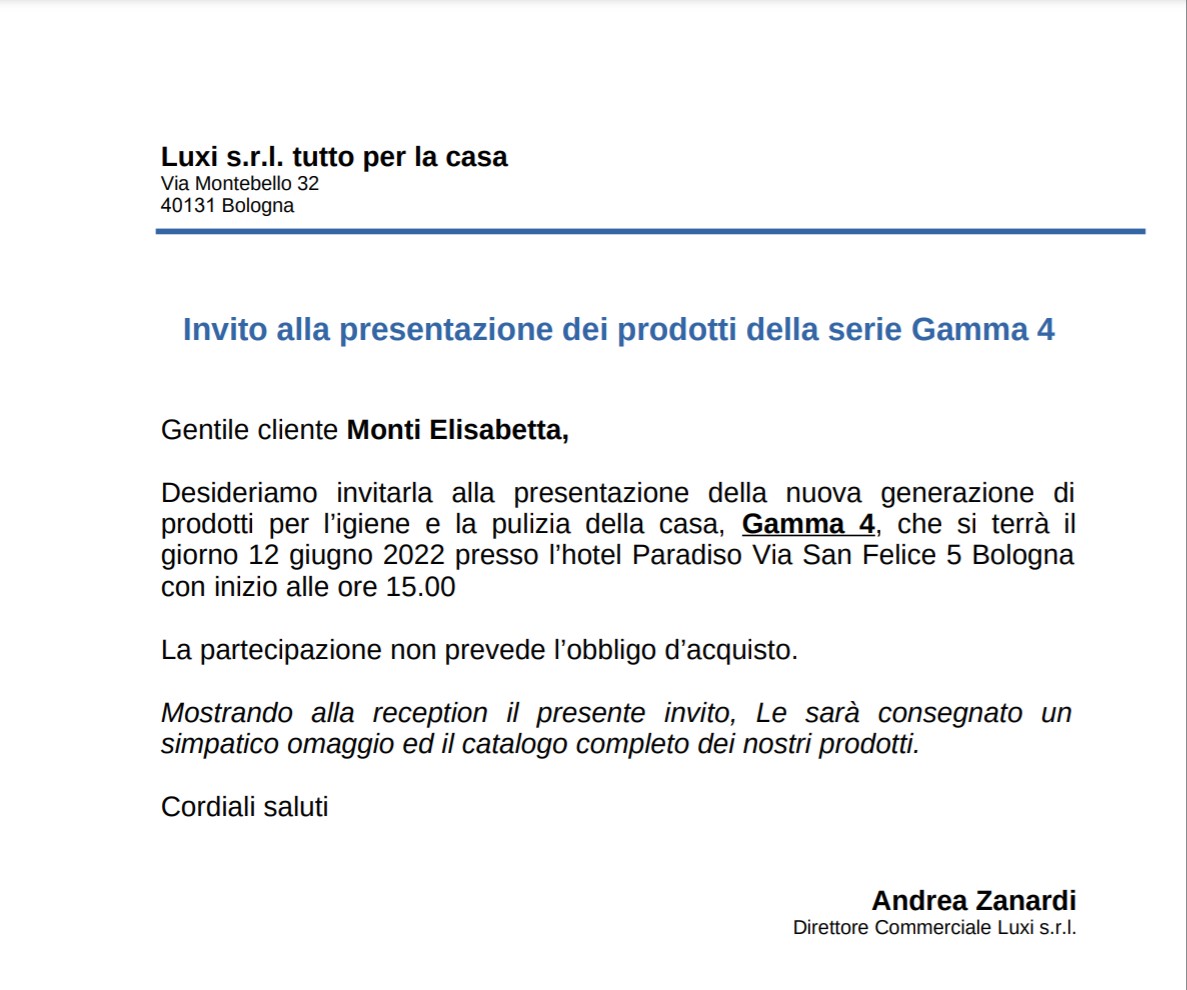 Luxi s.r.l. tutto per la casa
Via Montebello 32
40131 Bologna
Invito alla presentazione dei prodotti della serie Gamma 4
Gentile cliente Monti Elisabetta,
Desideriamo invitarla alla presentazione della nuova generazione di
prodotti per l’igiene e la pulizia della casa, Gamma 4, che si terrà il
giorno 12 giugno 2022 presso l’hotel Paradiso Via San Felice 5 Bologna
con inizio alle ore 15.00
La partecipazione non prevede l’obbligo d’acquisto.
Mostrando alla reception il presente invito, Le sarà consegnato un
simpatico omaggio ed il catalogo completo dei nostri prodotti.
Cordiali saluti
Andrea Zanardi
Direttore Commerciale Luxi s.r.l.